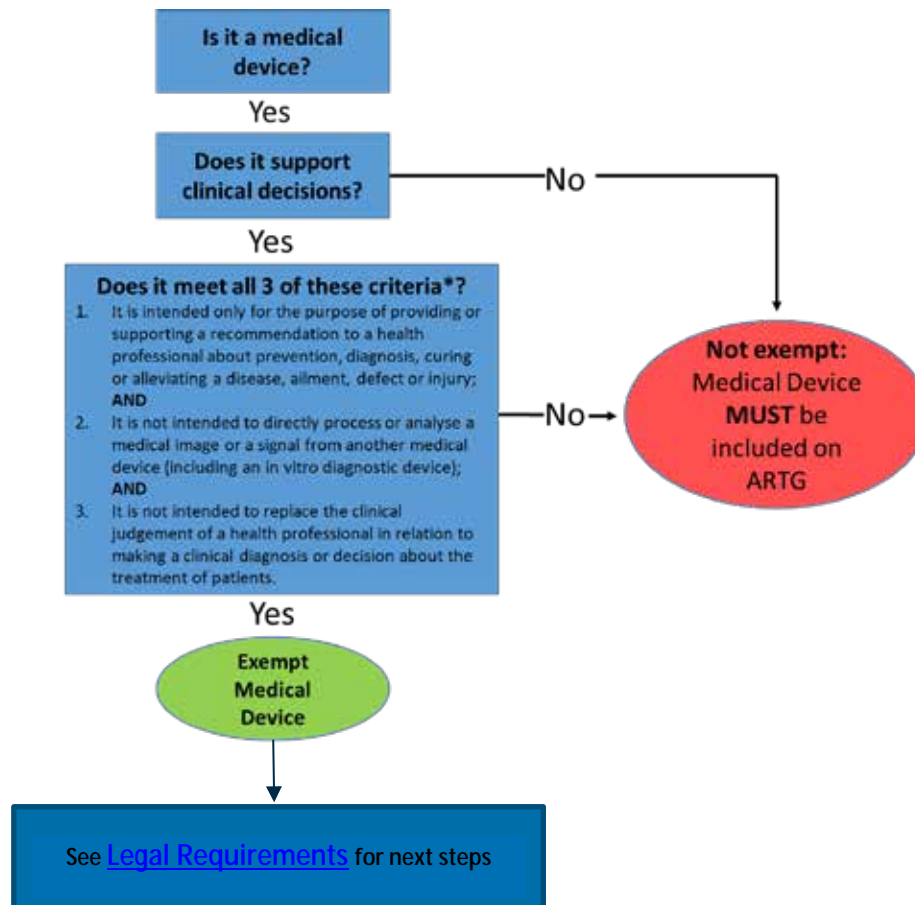 Is it a medical
device?
Yes
Does it support
clinical decisions?
No
Yes
Does it meet all 3 of these criteria*?
1. It is intended only for the purpose of providing or
supporting a recommendation to a health
professional about prevention, diagnosis, curing
or alleviating a disease, ailment, defect or injury;
AND
2. It is not intended to directly process or analyse a
medical image or a signal from another medical
device (including an in vitro diagnostic device);
AND
3. It is not intended to replace the clinical
judgement of a health professional in relation to
making a clinical diagnosis or decision about the
treatment of patients.
No
Not exempt:
Medical Device
MUST be
included on
ARTG
Yes
Exempt
Medical
Device
See Legal Requirements for next steps